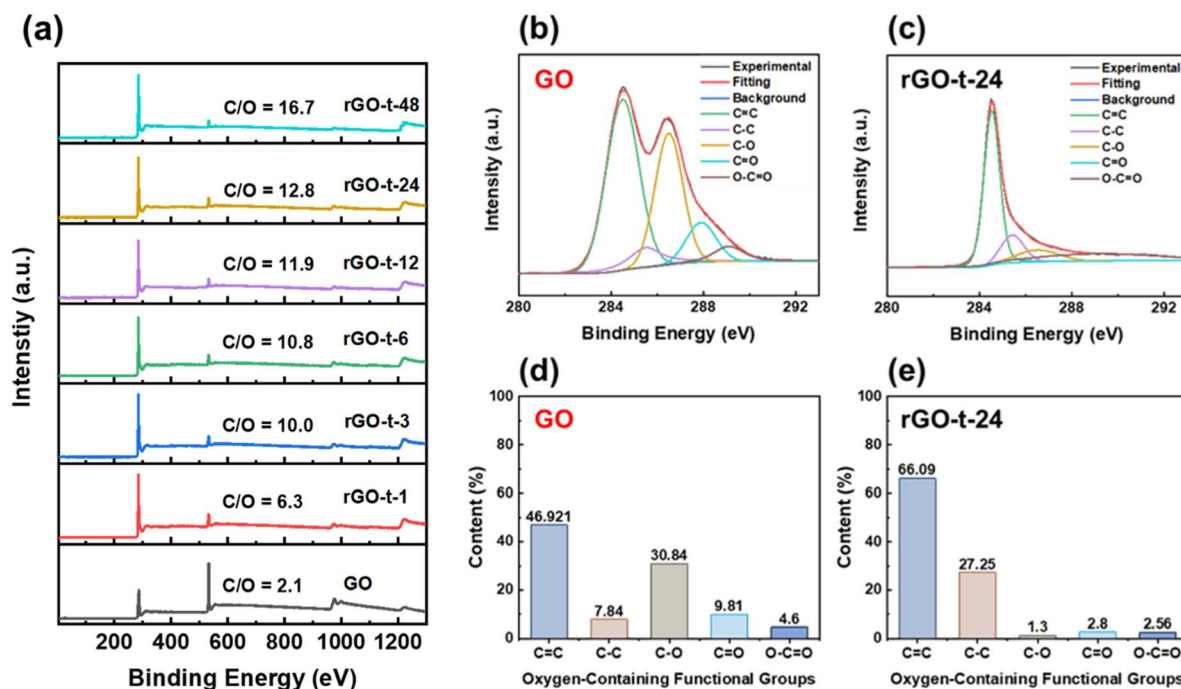 (a)
C/O = 16.7 rGO-t-48
C/O = 12.8 rGO-t-24
C/O = 11.9 rGO-t-12
C/O = 10.8 rGO-t-6
C/O = 10.0 rGO-t-3
C/O = 6.3 rGO-t-1
C/O = 2.1 GO
Intenstiy (a.u.)
200 400 600 800 1000 1200
Binding Energy (eV)
(b)
GO
Experimental
Fitting
Background
C=C
C-C
C-O
C=O
O-C=O
Intensity (a.u.)
280 284 288 292
Binding Energy (eV)
(c)
rGO-t-24
Experimental
Fitting
Background
C=C
C-C
C-O
C=O
O-C=O
Intensity (a.u.)
280 284 288 292
Binding Energy (eV)
(d)
GO
Content (%)
100
80
60
40
20
0
46.921
7.84
30.84
9.81
4.6
C=C C-C C-O C=O O-C=O
Oxygen-Containing Functional Groups
(e)
rGO-t-24
Content (%)
100
80
60
40
20
0
66.09
27.25
1.3
2.8
2.56
C=C C-C C-O C=O O-C=O
Oxygen-Containing Functional Groups